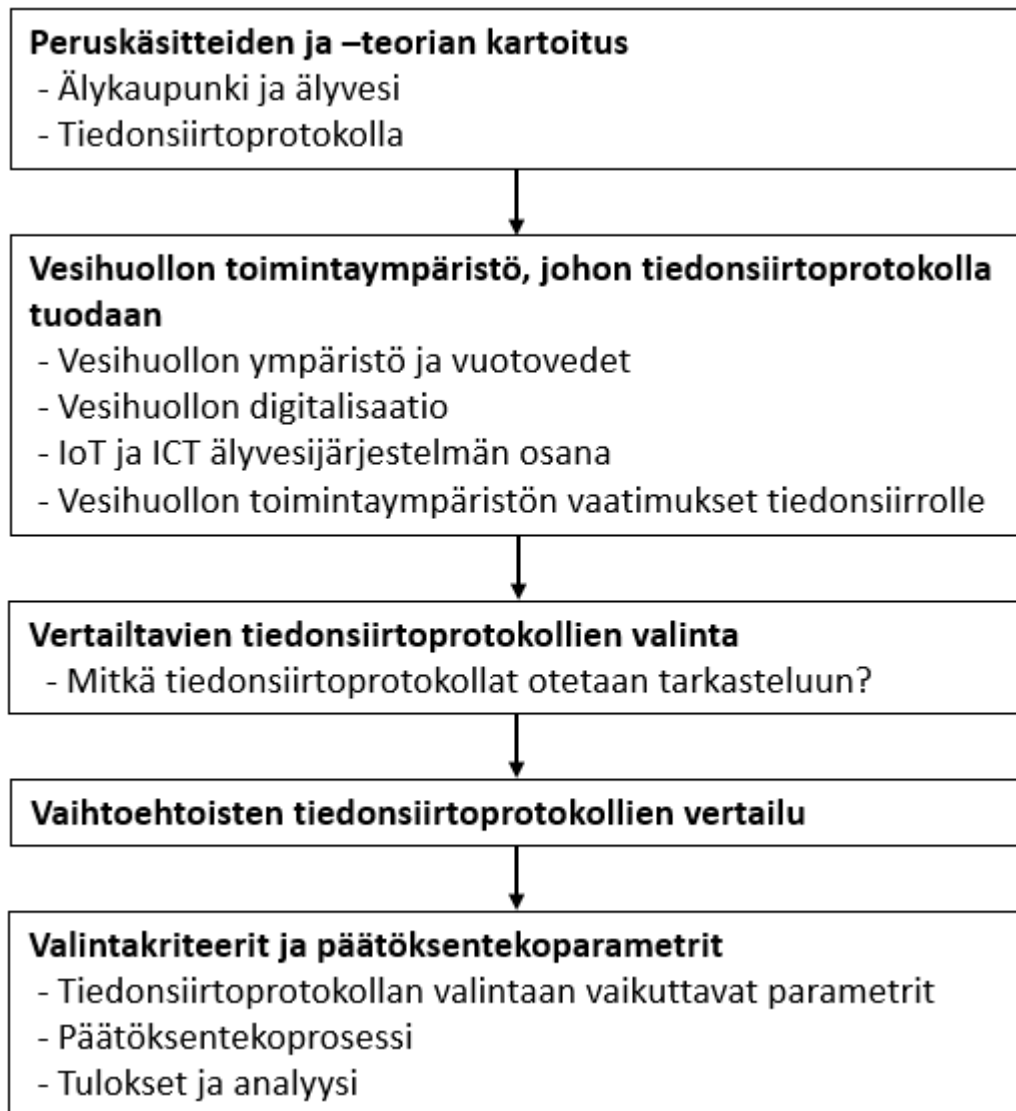 Peruskäsitteiden ja –teorian kartoitus
- Älykaupunki ja älyvesi
- Tiedonsiirtoprotokolla
Vesihuollon toimintaympäristö, johon tiedonsiirtoprotokolla
tuodaan
- Vesihuollon ympäristö ja vuotovedet
- Vesihuollon digitalisaatio
- IoT ja ICT älyvesijärjestelmän osana
- Vesihuollon toimintaympäristön vaatimukset tiedonsiirrolle
Vertailtavien tiedonsiirtoprotokollien valinta
- Mitkä tiedonsiirtoprotokollat otetaan tarkasteluun?
Vaihtoehtoisten tiedonsiirtoprotokollien vertailu
Valintakriteerit ja päätöksentekoparametrit
- Tiedonsiirtoprotokollan valintaan vaikuttavat parametrit
- Päätöksentekoprosessi
- Tulokset ja analyysi